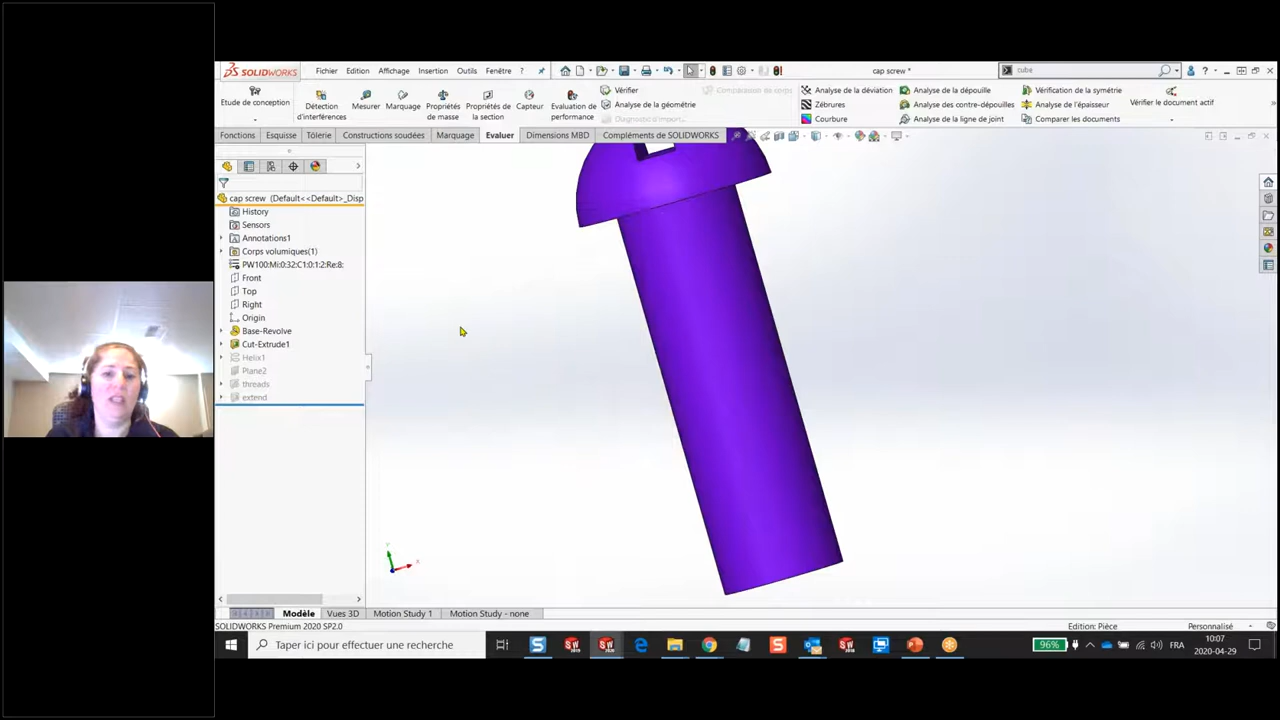 SOLIDWORKS Fichier Edition Affichage Insertion Outils Fenêtre ? cap screw * cube
Etude de conception
Détection d'interférences
Mesurer
Marquage
Propriétés de masse
Propriétés de la section
Capteur
Evaluation de performance
Vérifier
Analyse de la géométrie
Diagnostic d'import...
Comparaison de corps
Analyse de la déviation
Zébrures
Courbure
Analyse de la dépouille
Analyse des contre-dépouilles
Analyse de la ligne de joint
Vérification de la symétrie
Analyse de l'épaisseur
Comparer les documents
Vérifier le document actif
Fonctions Esquisse Tôlerie Constructions soudées Marquage Evaluer Dimensions MBD Compléments de SOLIDWORKS
cap screw (Default<<Default>_Disp
History
Sensors
Annotations1
Corps volumiques(1)
PW100:Mi:0:32:C1:0:1:2:Re:8:
Front
Top
Right
Origin
Base-Revolve
Cut-Extrude1
Helix1
Plane2
threads
extend
Modèle Vues 3D Motion Study 1 Motion Study - none
SOLIDWORKS Premium 2020 SP2.0 Edition: Pièce Personnalisé
Taper ici pour effectuer une recherche 96% FRA 10:07
2020-04-29